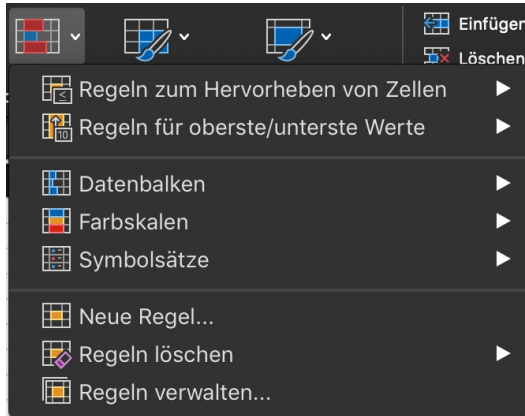 Einfügen
Löschen
Regeln zum Hervorheben von Zellen
Regeln für oberste/unterste Werte
Datenbalken
Farbskalen
Symbolsätze
Neue Regel...
Regeln löschen
Regeln verwalten...